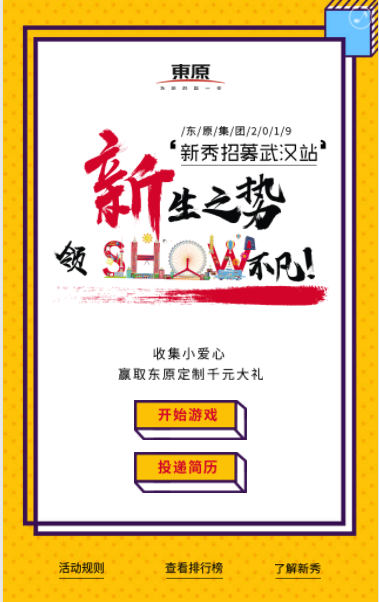 東原
/东/原/集/团/2/0/1/9
‘新秀招募武汉站’
新生之势
领SHOW不凡!
收集小爱心
赢取东原定制千元大礼
开始游戏
投递简历
活动规则 查看排行榜 了解新秀